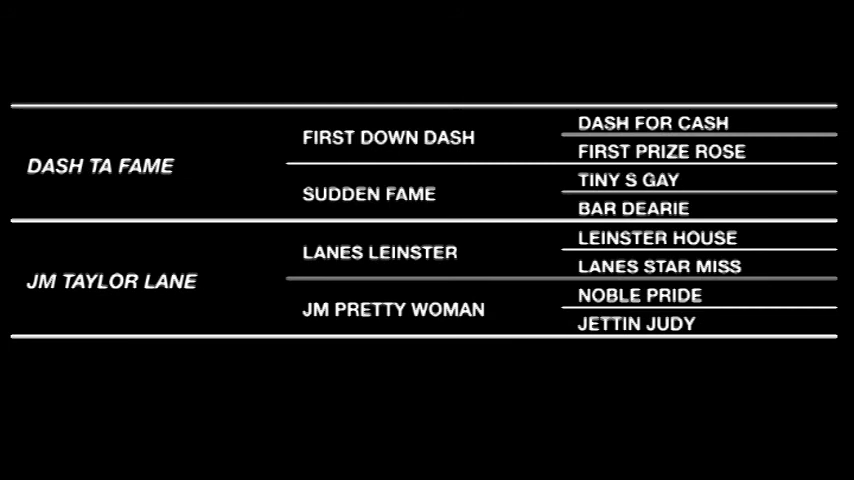 DASH TA FAME
FIRST DOWN DASH
DASH FOR CASH
FIRST PRIZE ROSE
SUDDEN FAME
TINY S GAY
BAR DEARIE
JM TAYLOR LANE
LANES LEINSTER
LEINSTER HOUSE
LANES STAR MISS
JM PRETTY WOMAN
NOBLE PRIDE
JETTIN JUDY